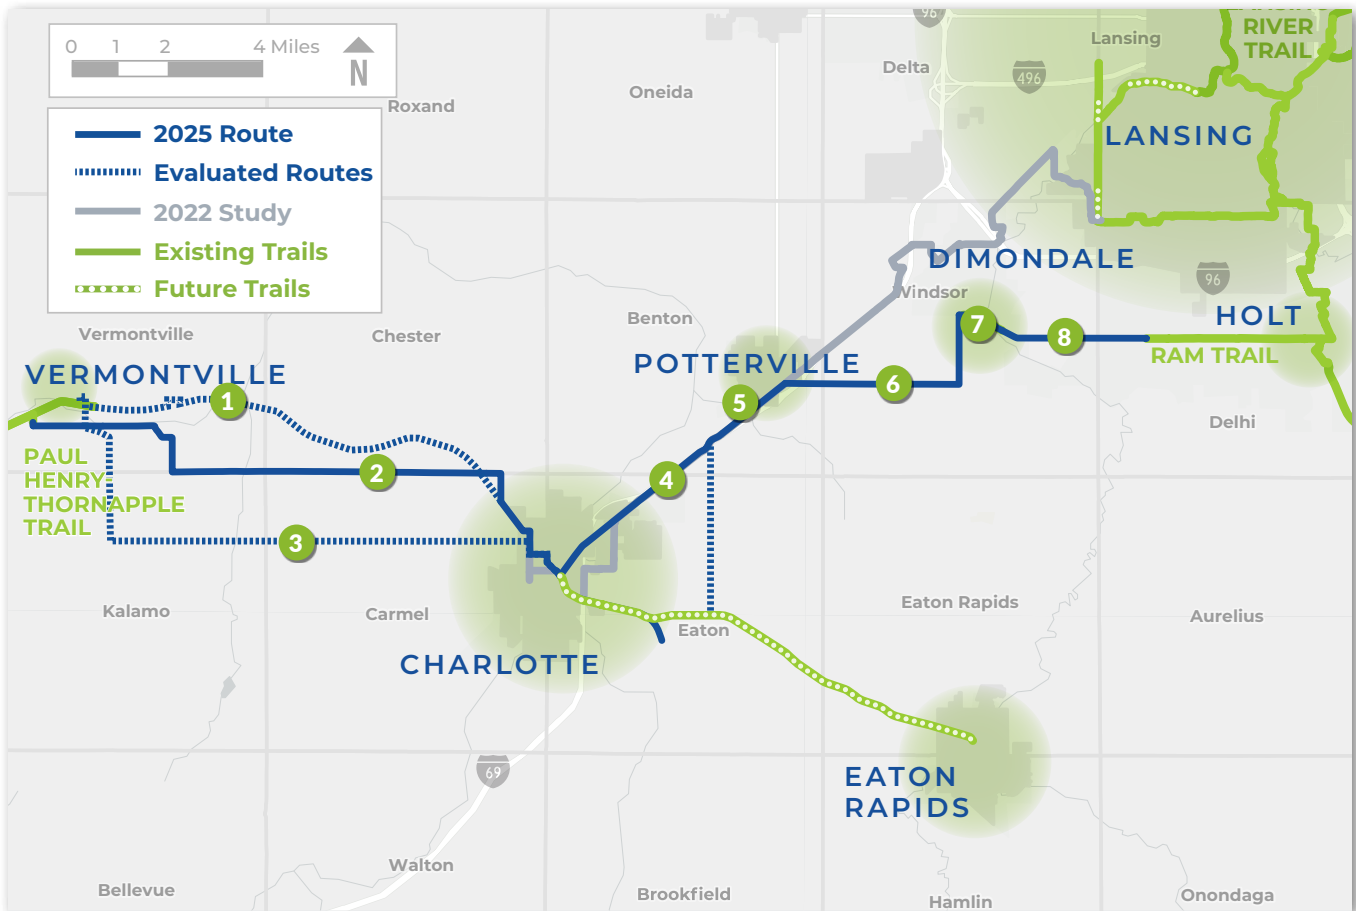 0 1 2 4 Miles
N
2025 Route
Evaluated Routes
2022 Study
Existing Trails
Future Trails
96
LANSING
RIVER
TRAIL
Lansing
Delta
496
Oneida
Roxand
LANSING
DIMONDALE
96
Windsor
HOLT
Vermontville
Chester
Benton
7
8
RAM TRAIL
POTTERVILLE
VERMONTVILLE
6
1
5
Delhi
PAUL
HENRY
THORNAPPLE
TRAIL
2
4
3
Kalamo
Carmel
Eaton
Eaton Rapids
Aurelius
CHARLOTTE
69
EATON
RAPIDS
Walton
Bellevue
Brookfield
Hamlin
Onondaga